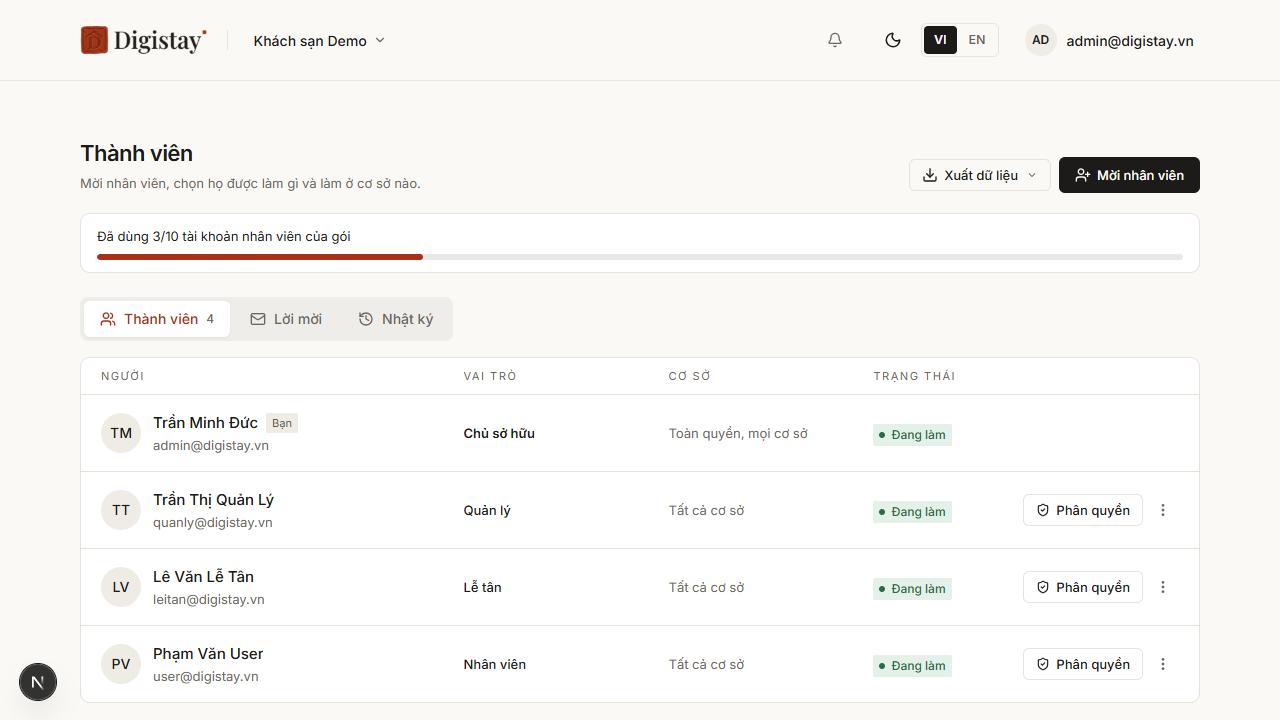 Digistay
Khách sạn Demo
VI
EN
AD
admin@digistay.vn
Thành viên
Mời nhân viên, chọn họ được làm gì và làm ở cơ sở nào.
Xuất dữ liệu
Mời nhân viên
Đã dùng 3/10 tài khoản nhân viên của gói
Thành viên 4
Lời mời
Nhật ký
NGƯỜI
VAI TRÒ
CƠ SỞ
TRẠNG THÁI
TM
Trần Minh Đức
Bạn
admin@digistay.vn
Chủ sở hữu
Toàn quyền, mọi cơ sở
Đang làm
TT
Trần Thị Quản Lý
quanly@digistay.vn
Quản lý
Tất cả cơ sở
Đang làm
Phân quyền
LV
Lê Văn Lễ Tân
leitan@digistay.vn
Lễ tân
Tất cả cơ sở
Đang làm
Phân quyền
PV
Phạm Văn User
user@digistay.vn
Nhân viên
Tất cả cơ sở
Đang làm
Phân quyền
N